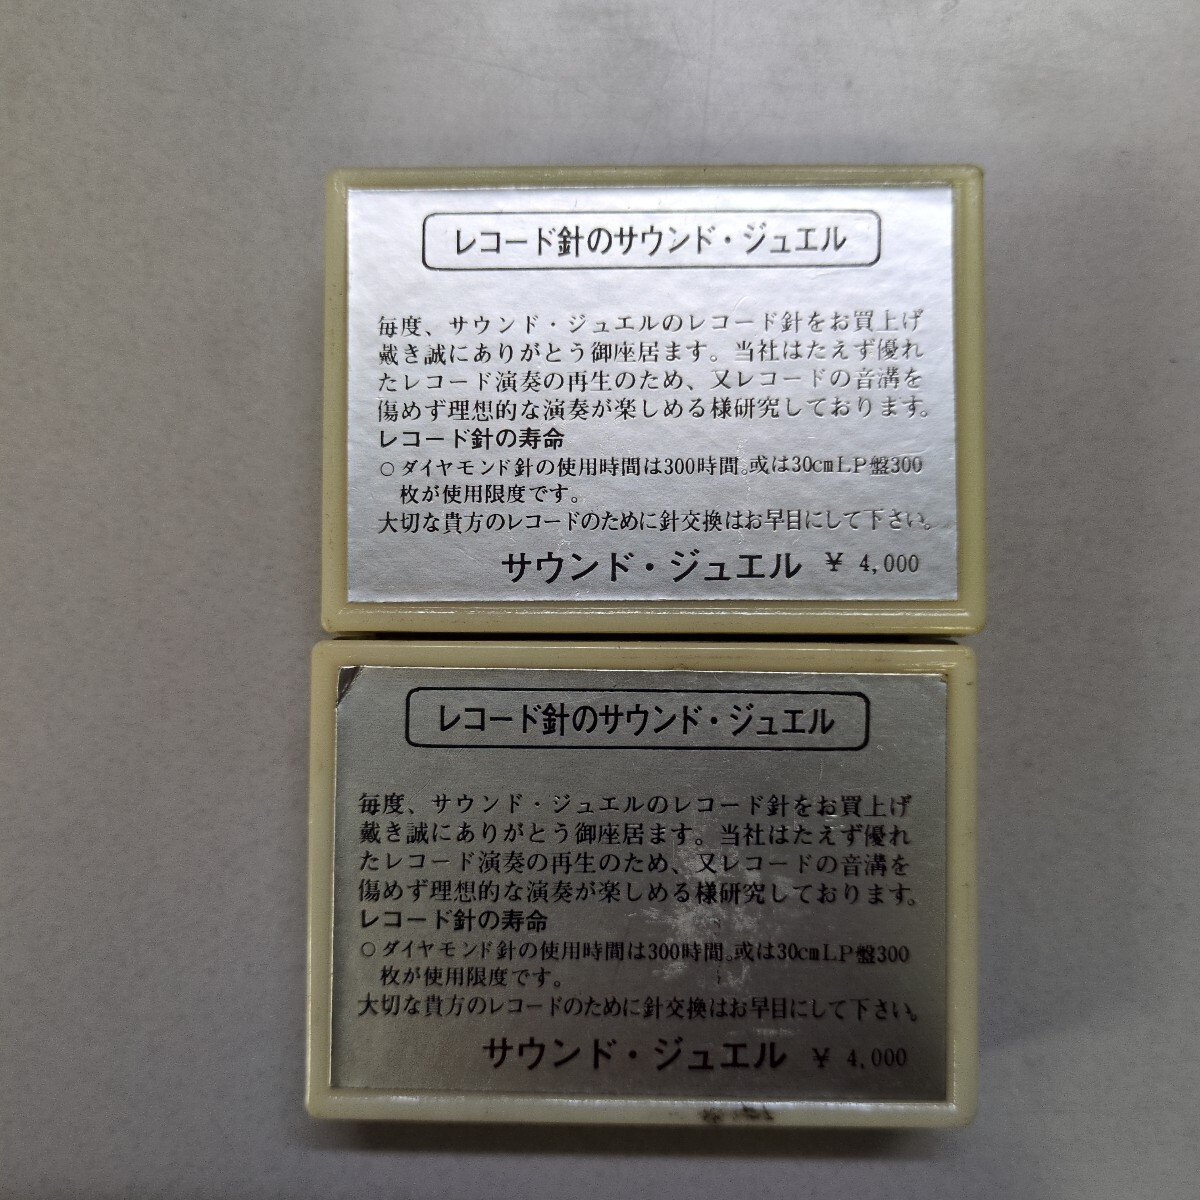 レコード針のサウンド・ジュエル
毎度、サウンド・ジュエルのレコード針をお買上げ
戴き誠にありがとう御座居ます。当社はたえず優れ
たレコード演奏の再生のため、又レコードの音溝を
傷めず理想的な演奏が楽しめる様研究しております。
レコード針の寿命
○ダイヤモンド針の使用時間は300時間。或は30cmLP盤300
枚が使用限度です。
大切な貴方のレコードのために針交換はお早目にして下さい。
サウンド・ジュエル ¥ 4,000
レコード針のサウンド・ジュエル
毎度、サウンド・ジュエルのレコード針をお買上げ
戴き誠にありがとう御座居ます。当社はたえず優れ
たレコード演奏の再生のため、又レコードの音溝を
傷めず理想的な演奏が楽しめる様研究しております。
レコード針の寿命
○ダイヤモンド針の使用時間は300時間。或は30cmLP盤300
枚が使用限度です。
大切な貴方のレコードのために針交換はお早目にして下さい。
サウンド・ジュエル ¥ 4,000